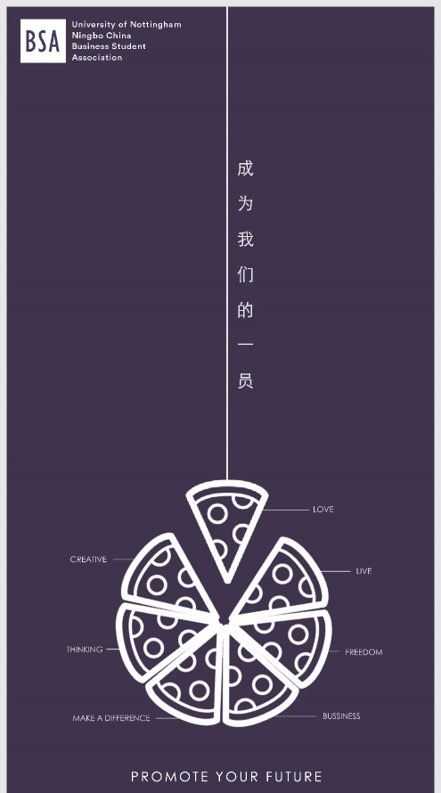 BSA
University of Nottingham
Ningbo China
Business Student
Association
成为我们的一员
LOVE
CREATIVE
LIVE
THINKING
FREEDOM
MAKE A DIFFERENCE
BUSSINESS
PROMOTE YOUR FUTURE